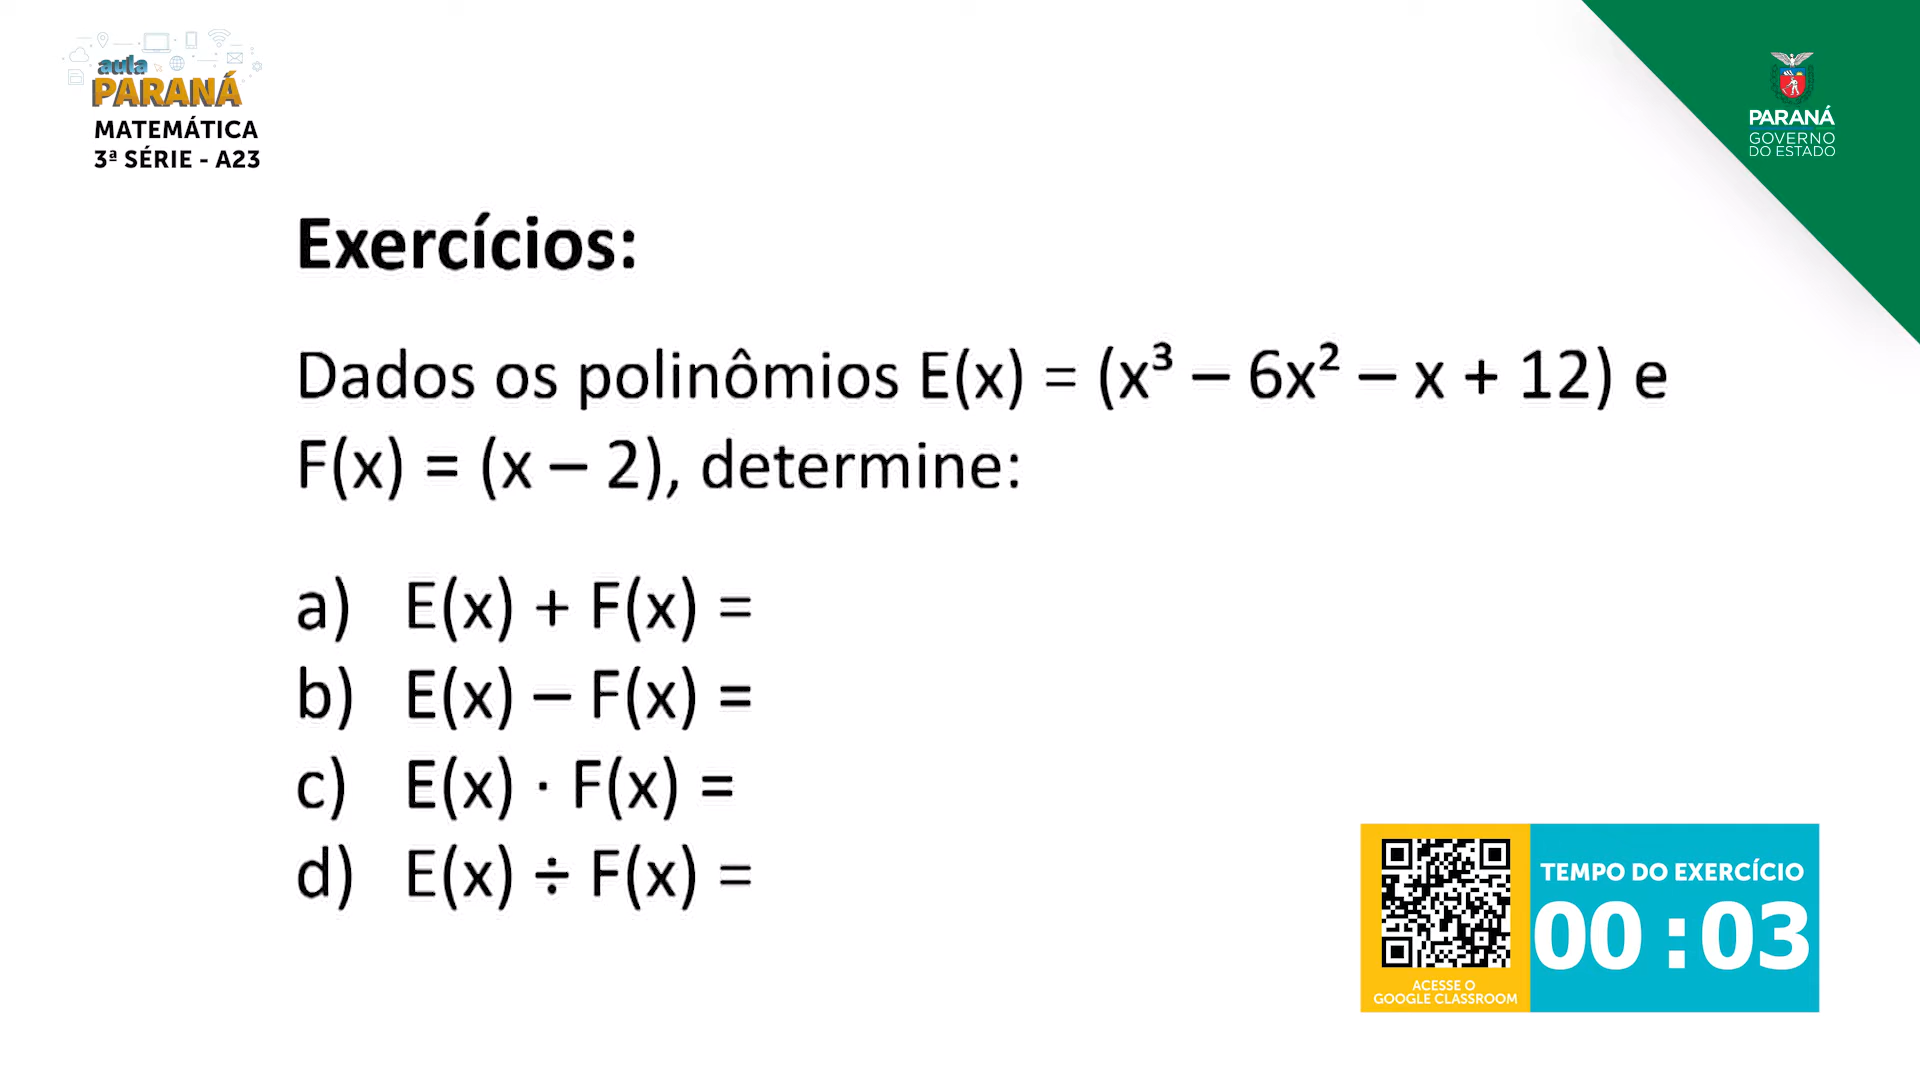 aula
PARANÁ
MATEMÁTICA
3ª SÉRIE - A23
PARANÁ
GOVERNO
DO ESTADO
Exercícios:
Dados os polinômios E(x) = (x³ – 6x² – x + 12) e
F(x) = (x – 2), determine:
a) E(x) + F(x) =
b) E(x) – F(x) =
c) E(x) · F(x) =
d) E(x) ÷ F(x) =
TEMPO DO EXERCÍCIO
00:03
ACESSE O
GOOGLE CLASSROOM